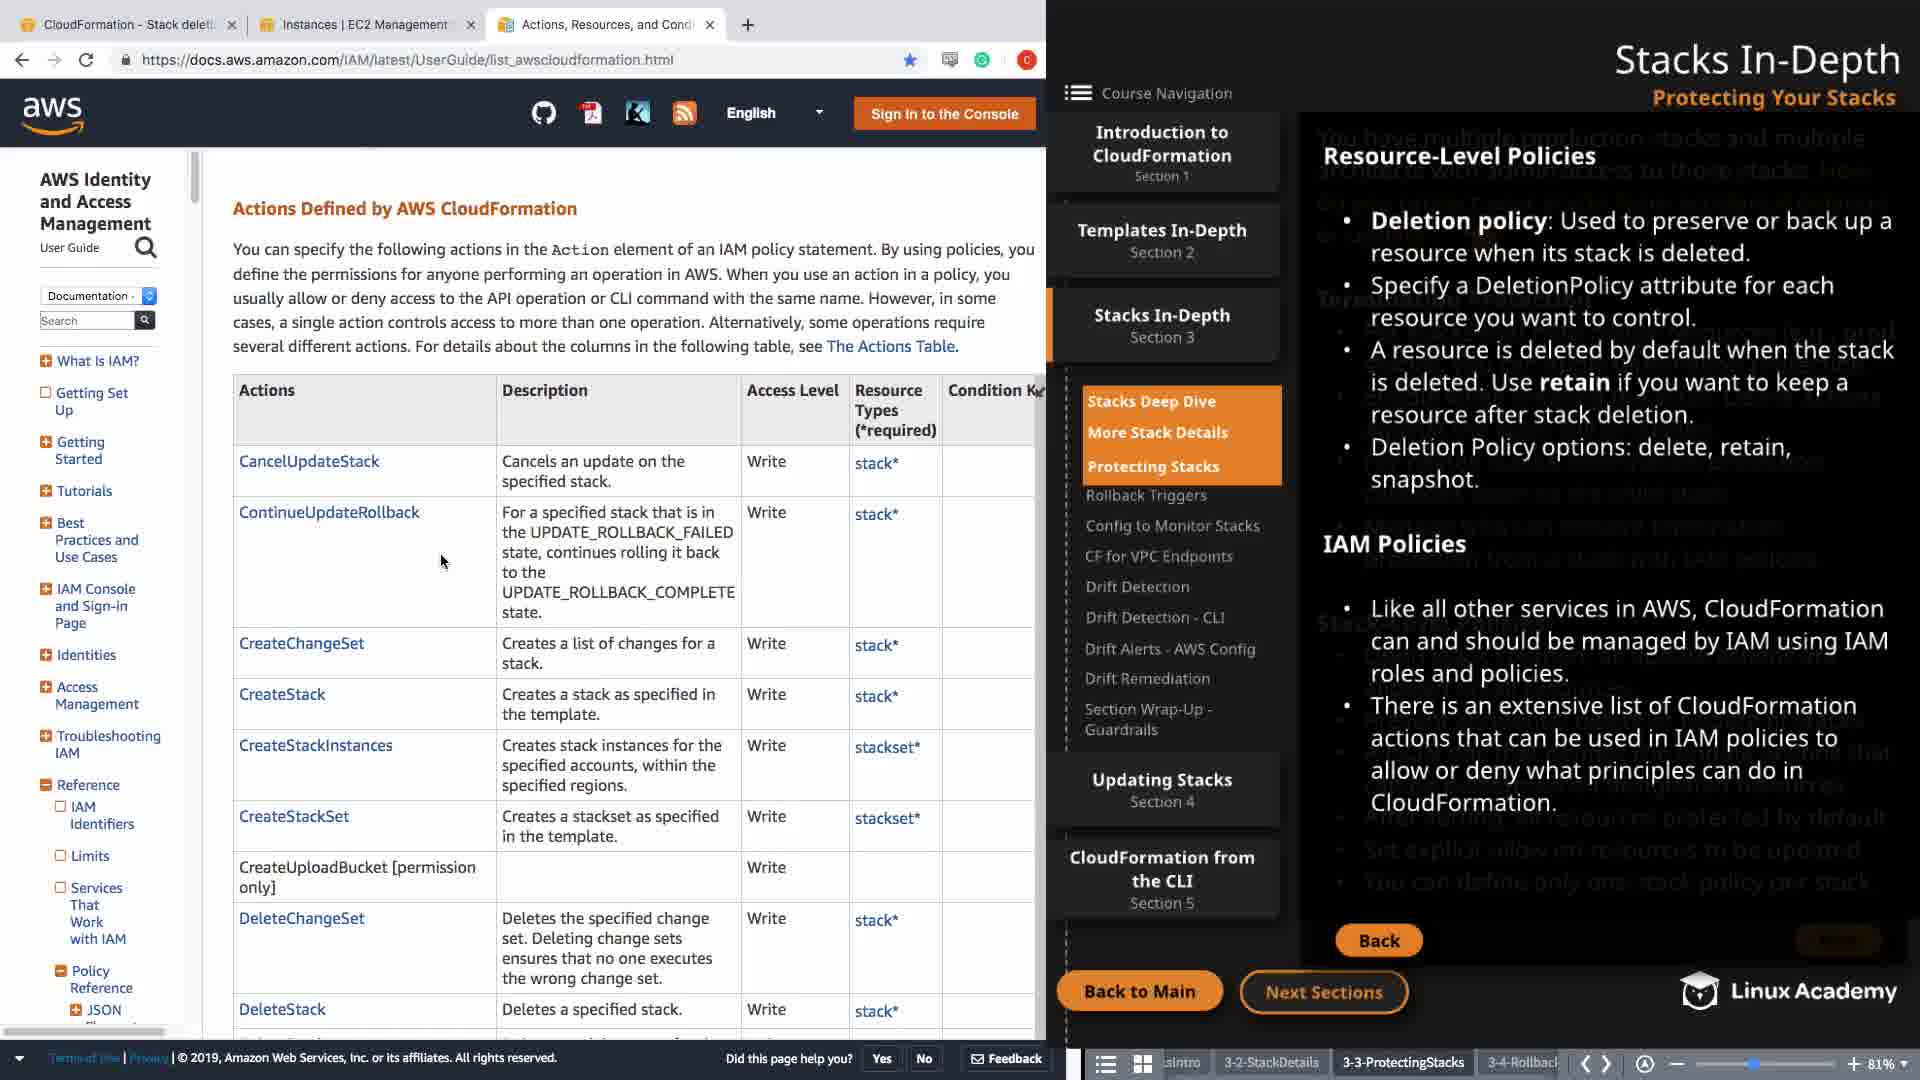 CloudFormation - Stack deleti
Instances | EC2 Management
Actions, Resources, and Cond
https://docs.aws.amazon.com/IAM/latest/UserGuide/list_awscloudformation.html
C
aws
English
Sign In to the Console
AWS Identity
and Access
Management
User Guide
Documentation -
Search
What Is IAM?
Getting Set
Up
Getting
Started
Tutorials
Best
Practices and
Use Cases
IAM Console
and Sign-in
Page
Identities
Access
Management
Troubleshooting
IAM
Reference
IAM
Identifiers
Limits
Services
That
Work
with IAM
Policy
Reference
JSON
Actions Defined by AWS CloudFormation
You can specify the following actions in the Action element of an IAM policy statement. By using policies, you
define the permissions for anyone performing an operation in AWS. When you use an action in a policy, you
usually allow or deny access to the API operation or CLI command with the same name. However, in some
cases, a single action controls access to more than one operation. Alternatively, some operations require
several different actions. For details about the columns in the following table, see The Actions Table.
Actions Description Access Level Resource Types (*required) Condition K
CancelUpdateStack Cancels an update on the Write stack*
specified stack.
ContinueUpdateRollback For a specified stack that is in Write stack*
the UPDATE_ROLLBACK_FAILED
state, continues rolling it back
to the
UPDATE_ROLLBACK_COMPLETE
state.
CreateChangeSet Creates a list of changes for a Write stack*
stack.
CreateStack Creates a stack as specified in Write stack*
the template.
CreateStackInstances Creates stack instances for the Write stackset*
specified accounts, within the
specified regions.
CreateStackSet Creates a stackset as specified Write stackset*
in the template.
CreateUploadBucket [permission Write
only]
DeleteChangeSet Deletes the specified change Write stack*
set. Deleting change sets
ensures that no one executes
the wrong change set.
DeleteStack Deletes a specified stack. Write stack*
Terms of Use | Privacy | © 2019, Amazon Web Services, Inc. or its affiliates. All rights reserved.
Did this page help you? Yes No Feedback
Stacks In-Depth
Protecting Your Stacks
Course Navigation
Introduction to
CloudFormation
Section 1
Templates In-Depth
Section 2
Stacks In-Depth
Section 3
Stacks Deep Dive
More Stack Details
Protecting Stacks
Rollback Triggers
Config to Monitor Stacks
CF for VPC Endpoints
Drift Detection
Drift Detection - CLI
Drift Alerts - AWS Config
Drift Remediation
Section Wrap-Up -
Guardrails
Updating Stacks
Section 4
CloudFormation from
the CLI
Section 5
Back to Main
Next Sections
Resource-Level Policies
• Deletion policy: Used to preserve or back up a
resource when its stack is deleted.
• Specify a DeletionPolicy attribute for each
resource you want to control.
• A resource is deleted by default when the stack
is deleted. Use retain if you want to keep a
resource after stack deletion.
• Deletion Policy options: delete, retain,
snapshot.
IAM Policies
• Like all other services in AWS, CloudFormation
can and should be managed by IAM using IAM
roles and policies.
• There is an extensive list of CloudFormation
actions that can be used in IAM policies to
allow or deny what principles can do in
CloudFormation.
Set explicit allow on resources to be updated
• You can define only one stack policy per stack
Back
Linux Academy
3-2-StackDetails 3-3-ProtectingStacks 3-4-Rollback
81%